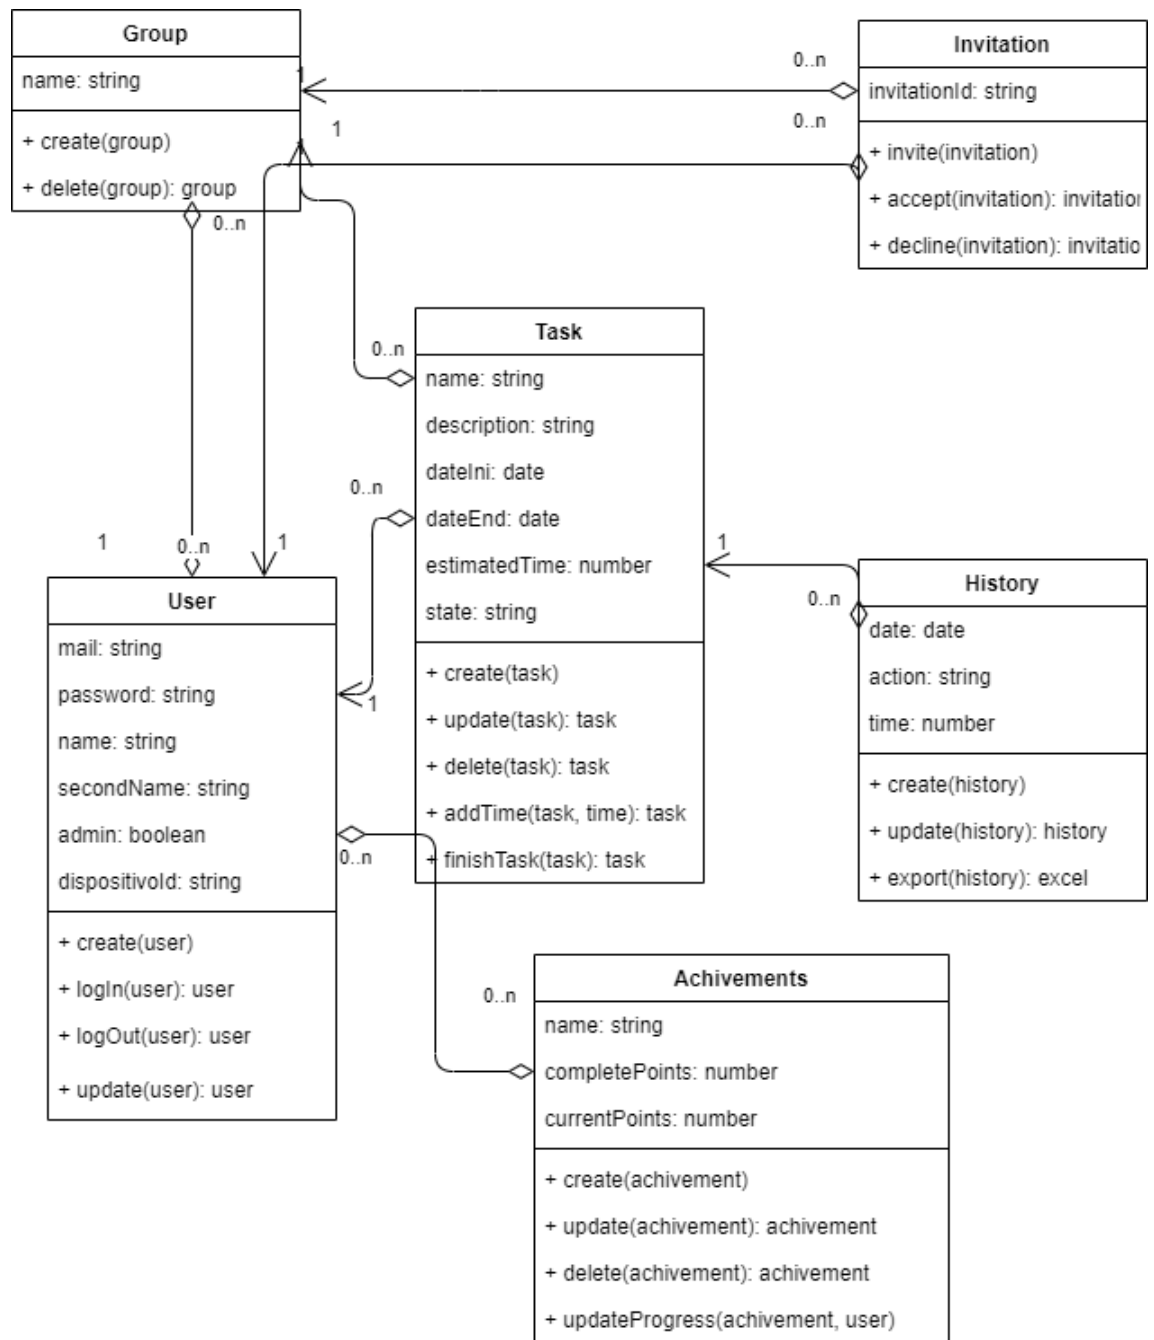 Group
name: string
+ create(group)
+ delete(group): group
1
1
0..n
Invitation
0..n
invitationId: string
0..n
+ invite(invitation)
+ accept(invitation): invitatio
+ decline(invitation): invitatio
Task
0..n
name: string
description: string
dateIni: date
0..n
dateEnd: date
estimatedTime: number
state: string
+ create(task)
+ update(task): task
+ delete(task): task
+ addTime(task, time): task
+ finishTask(task): task
1
0..n
1
User
mail: string
password: string
name: string
secondName: string
admin: boolean
dispositivoId: string
+ create(user)
+ logIn(user): user
+ logOut(user): user
+ update(user): user
1
0..n
1
History
0..n
date: date
action: string
time: number
+ create(history)
+ update(history): history
+ export(history): excel
Achivements
0..n
name: string
completePoints: number
currentPoints: number
+ create(achivement)
+ update(achivement): achivement
+ delete(achivement): achivement
+ updateProgress(achivement, user)